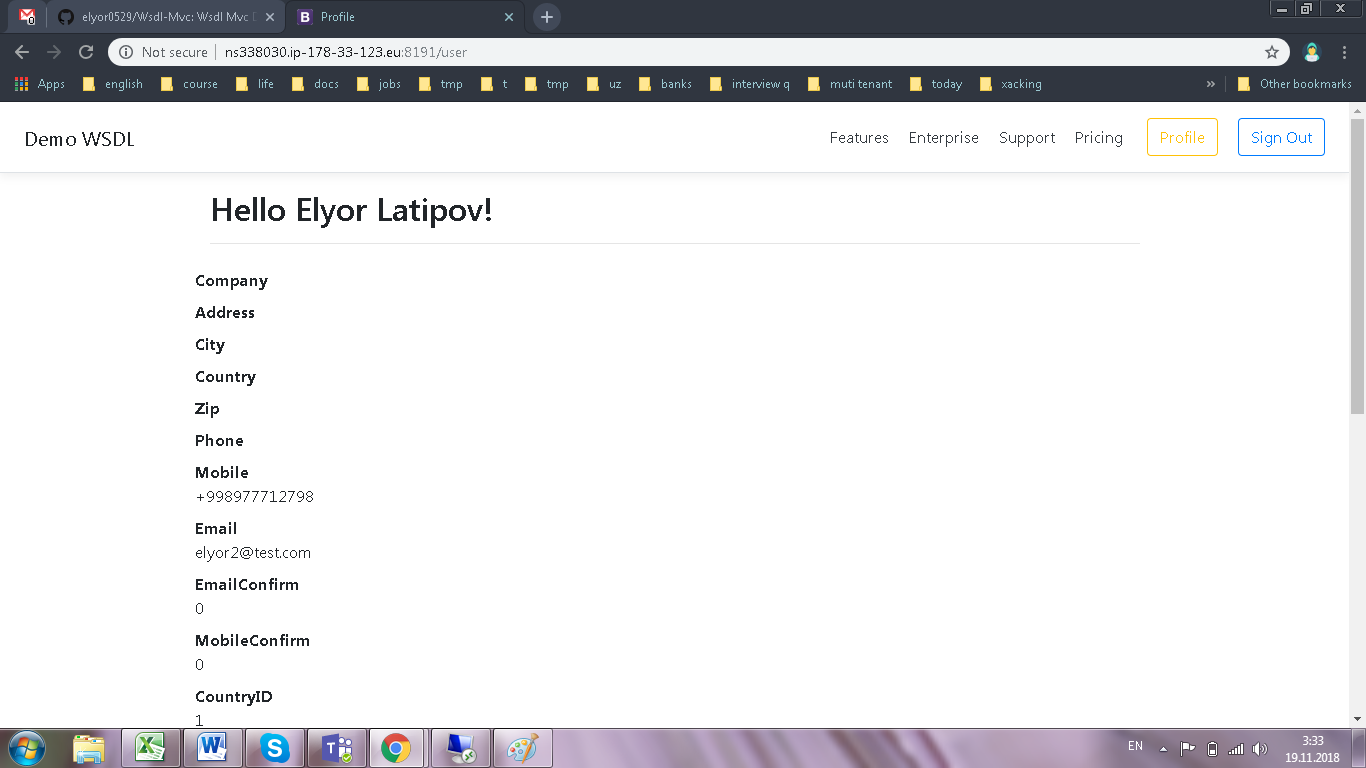 0
elyor0529/Wsdl-Mvc: Wsdl Mvc
Profile
Not secure
ns338030.ip-178-33-123.eu:8191/user
Apps english course life docs jobs tmp t tmp uz banks interview q muti tenant today xacking » Other bookmarks
Demo WSDL Features Enterprise Support Pricing Profile Sign Out
Hello Elyor Latipov!
Company
Address
City
Country
Zip
Phone
Mobile
+998977712798
Email
elyor2@test.com
EmailConfirm
0
MobileConfirm
0
CountryID
1
EN
3:33
19.11.2018